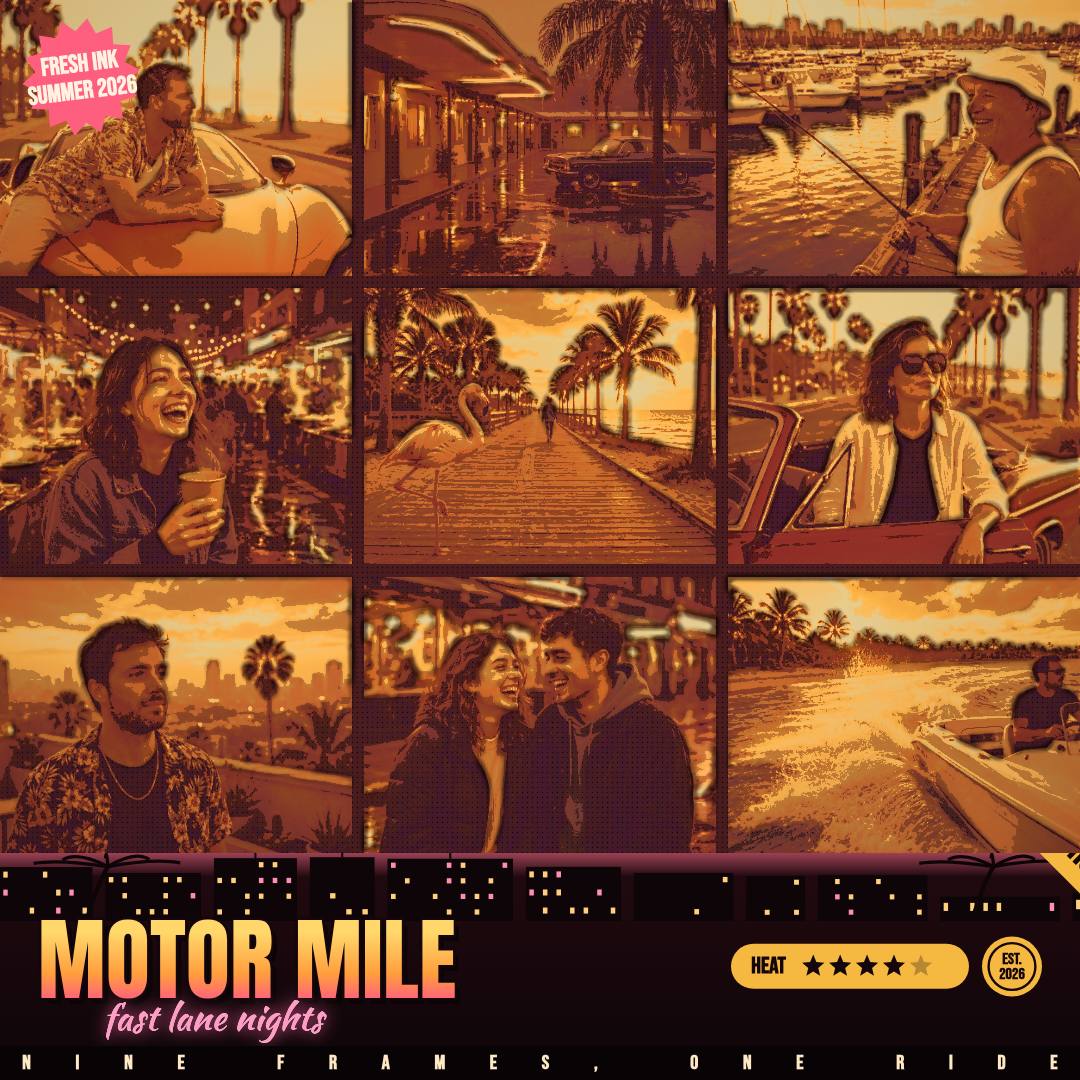 FRESH INK
SUMMER 2026
MOTOR MILE
fast lane nights
HEAT
EST.
2026
NINE FRAMES, ONE RIDE